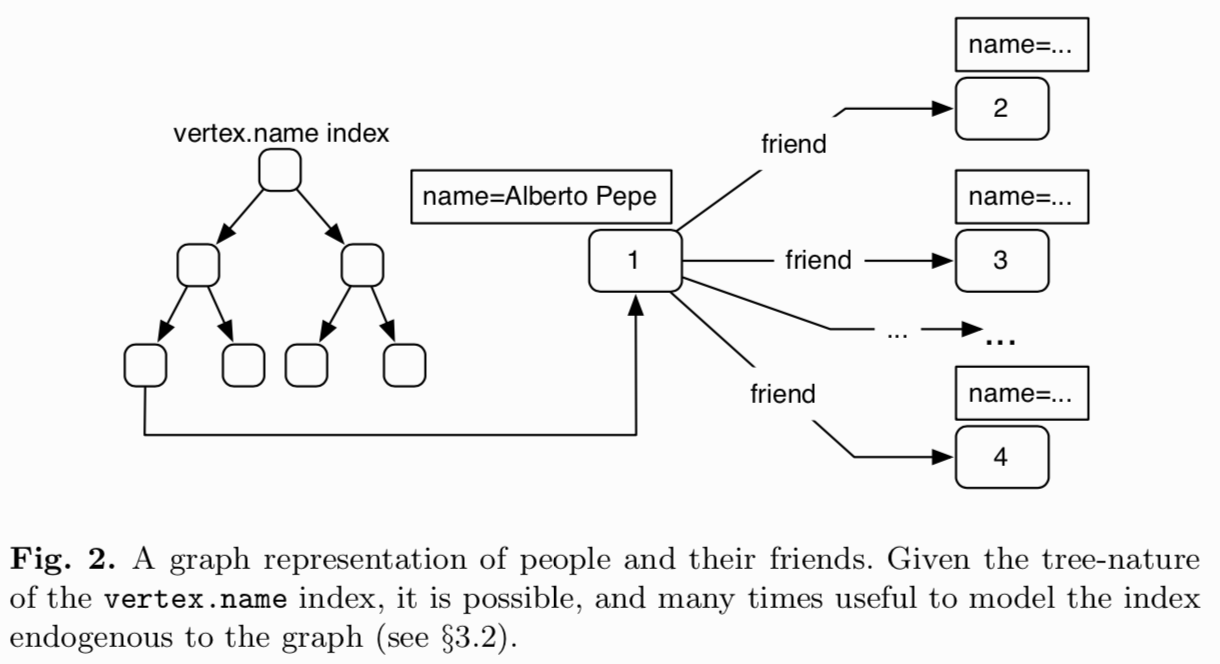 vertex.name index
name=Alberto Pepe
1
friend
name=...
2
friend
name=...
3
...
...
friend
name=...
4
Fig. 2. A graph representation of people and their friends. Given the tree-nature
of the vertex.name index, it is possible, and many times useful to model the index
endogenous to the graph (see §3.2).